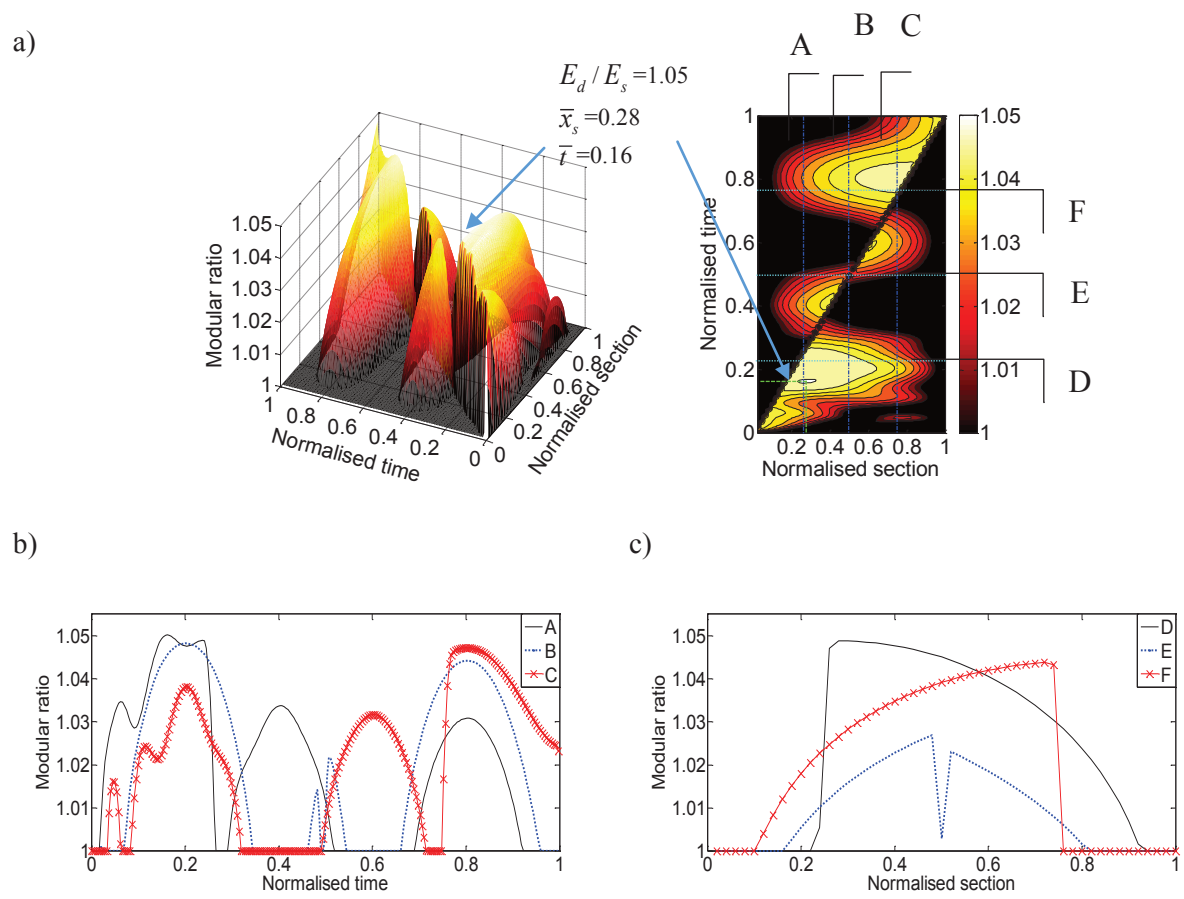 a)
E_d / E_s =1.05
x̄_s =0.28
t̄ =0.16
A
B
C
Modular ratio
1.05
1.04
1.03
1.02
1.01
1
1
0.8
0.6
0.4
0.2
0
Normalised time
0
0.2
0.4
0.6
0.8
1
Normalised section
Normalised time
1
0.8
0.6
0.4
0.2
0
0.2 0.4 0.6 0.8 1
Normalised section
1.05
1.04
1.03
1.02
1.01
1
F
E
D
b)
Modular ratio
1.05
1.04
1.03
1.02
1.01
1
0 0.2 0.4 0.6 0.8 1
Normalised time
A
B
C
c)
Modular ratio
1.05
1.04
1.03
1.02
1.01
1
0 0.2 0.4 0.6 0.8 1
Normalised section
D
E
F